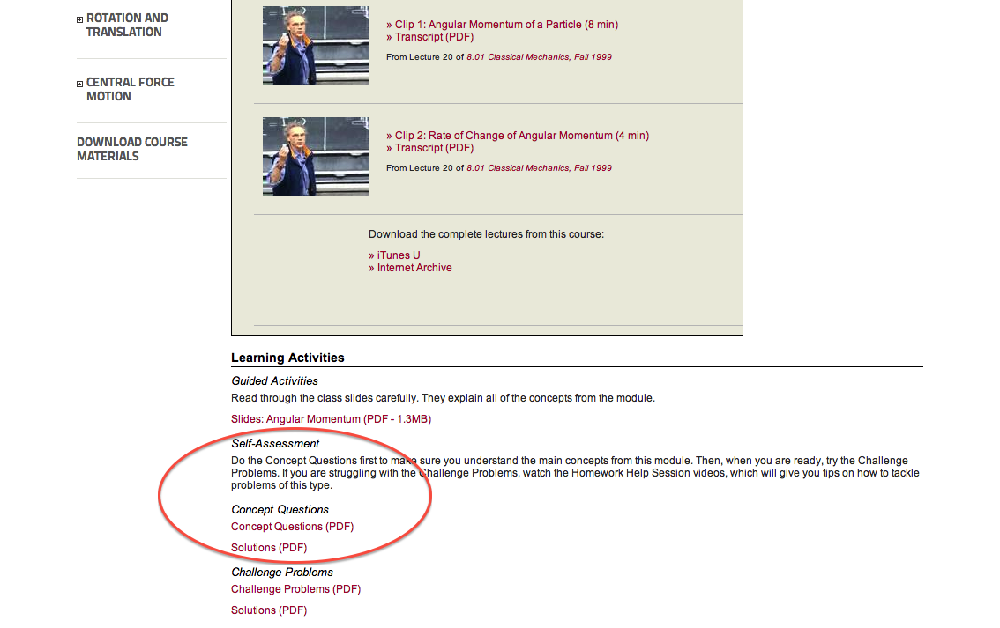 ROTATION AND
TRANSLATION
CENTRAL FORCE
MOTION
DOWNLOAD COURSE
MATERIALS
» Clip 1: Angular Momentum of a Particle (8 min)
» Transcript (PDF)
From Lecture 20 of 8.01 Classical Mechanics, Fall 1999
» Clip 2: Rate of Change of Angular Momentum (4 min)
» Transcript (PDF)
From Lecture 20 of 8.01 Classical Mechanics, Fall 1999
Download the complete lectures from this course:
» iTunes U
» Internet Archive
Learning Activities
Guided Activities
Read through the class slides carefully. They explain all of the concepts from the module.
Slides: Angular Momentum (PDF - 1.3MB)
Self-Assessment
Do the Concept Questions first to make sure you understand the main concepts from this module. Then, when you are ready, try the Challenge
Problems. If you are struggling with the Challenge Problems, watch the Homework Help Session videos, which will give you tips on how to tackle
problems of this type.
Concept Questions
Concept Questions (PDF)
Solutions (PDF)
Challenge Problems
Challenge Problems (PDF)
Solutions (PDF)